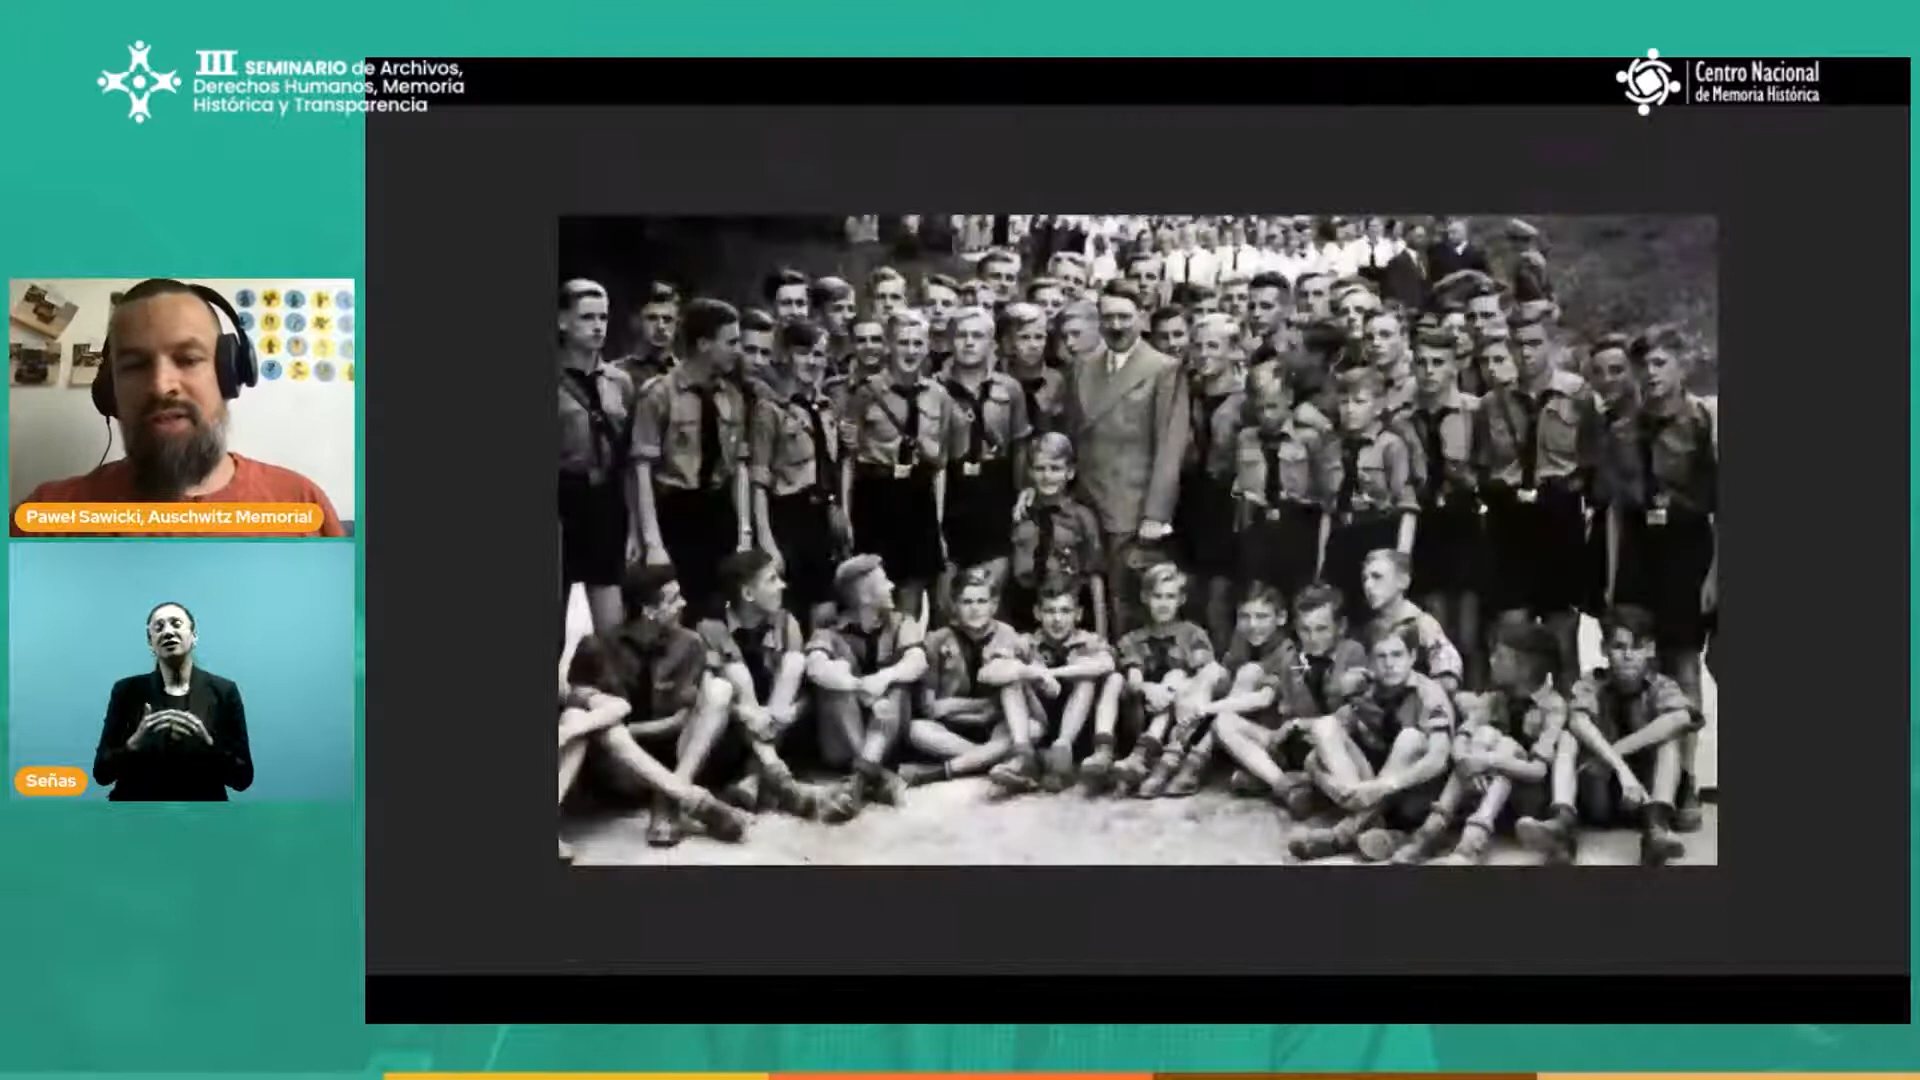 III SEMINARIO de Archivos,
Derechos Humanos, Memoria
Histórica y Transparencia
Centro Nacional
de Memoria Histórica
Paweł Sawicki, Auschwitz Memorial
Señas